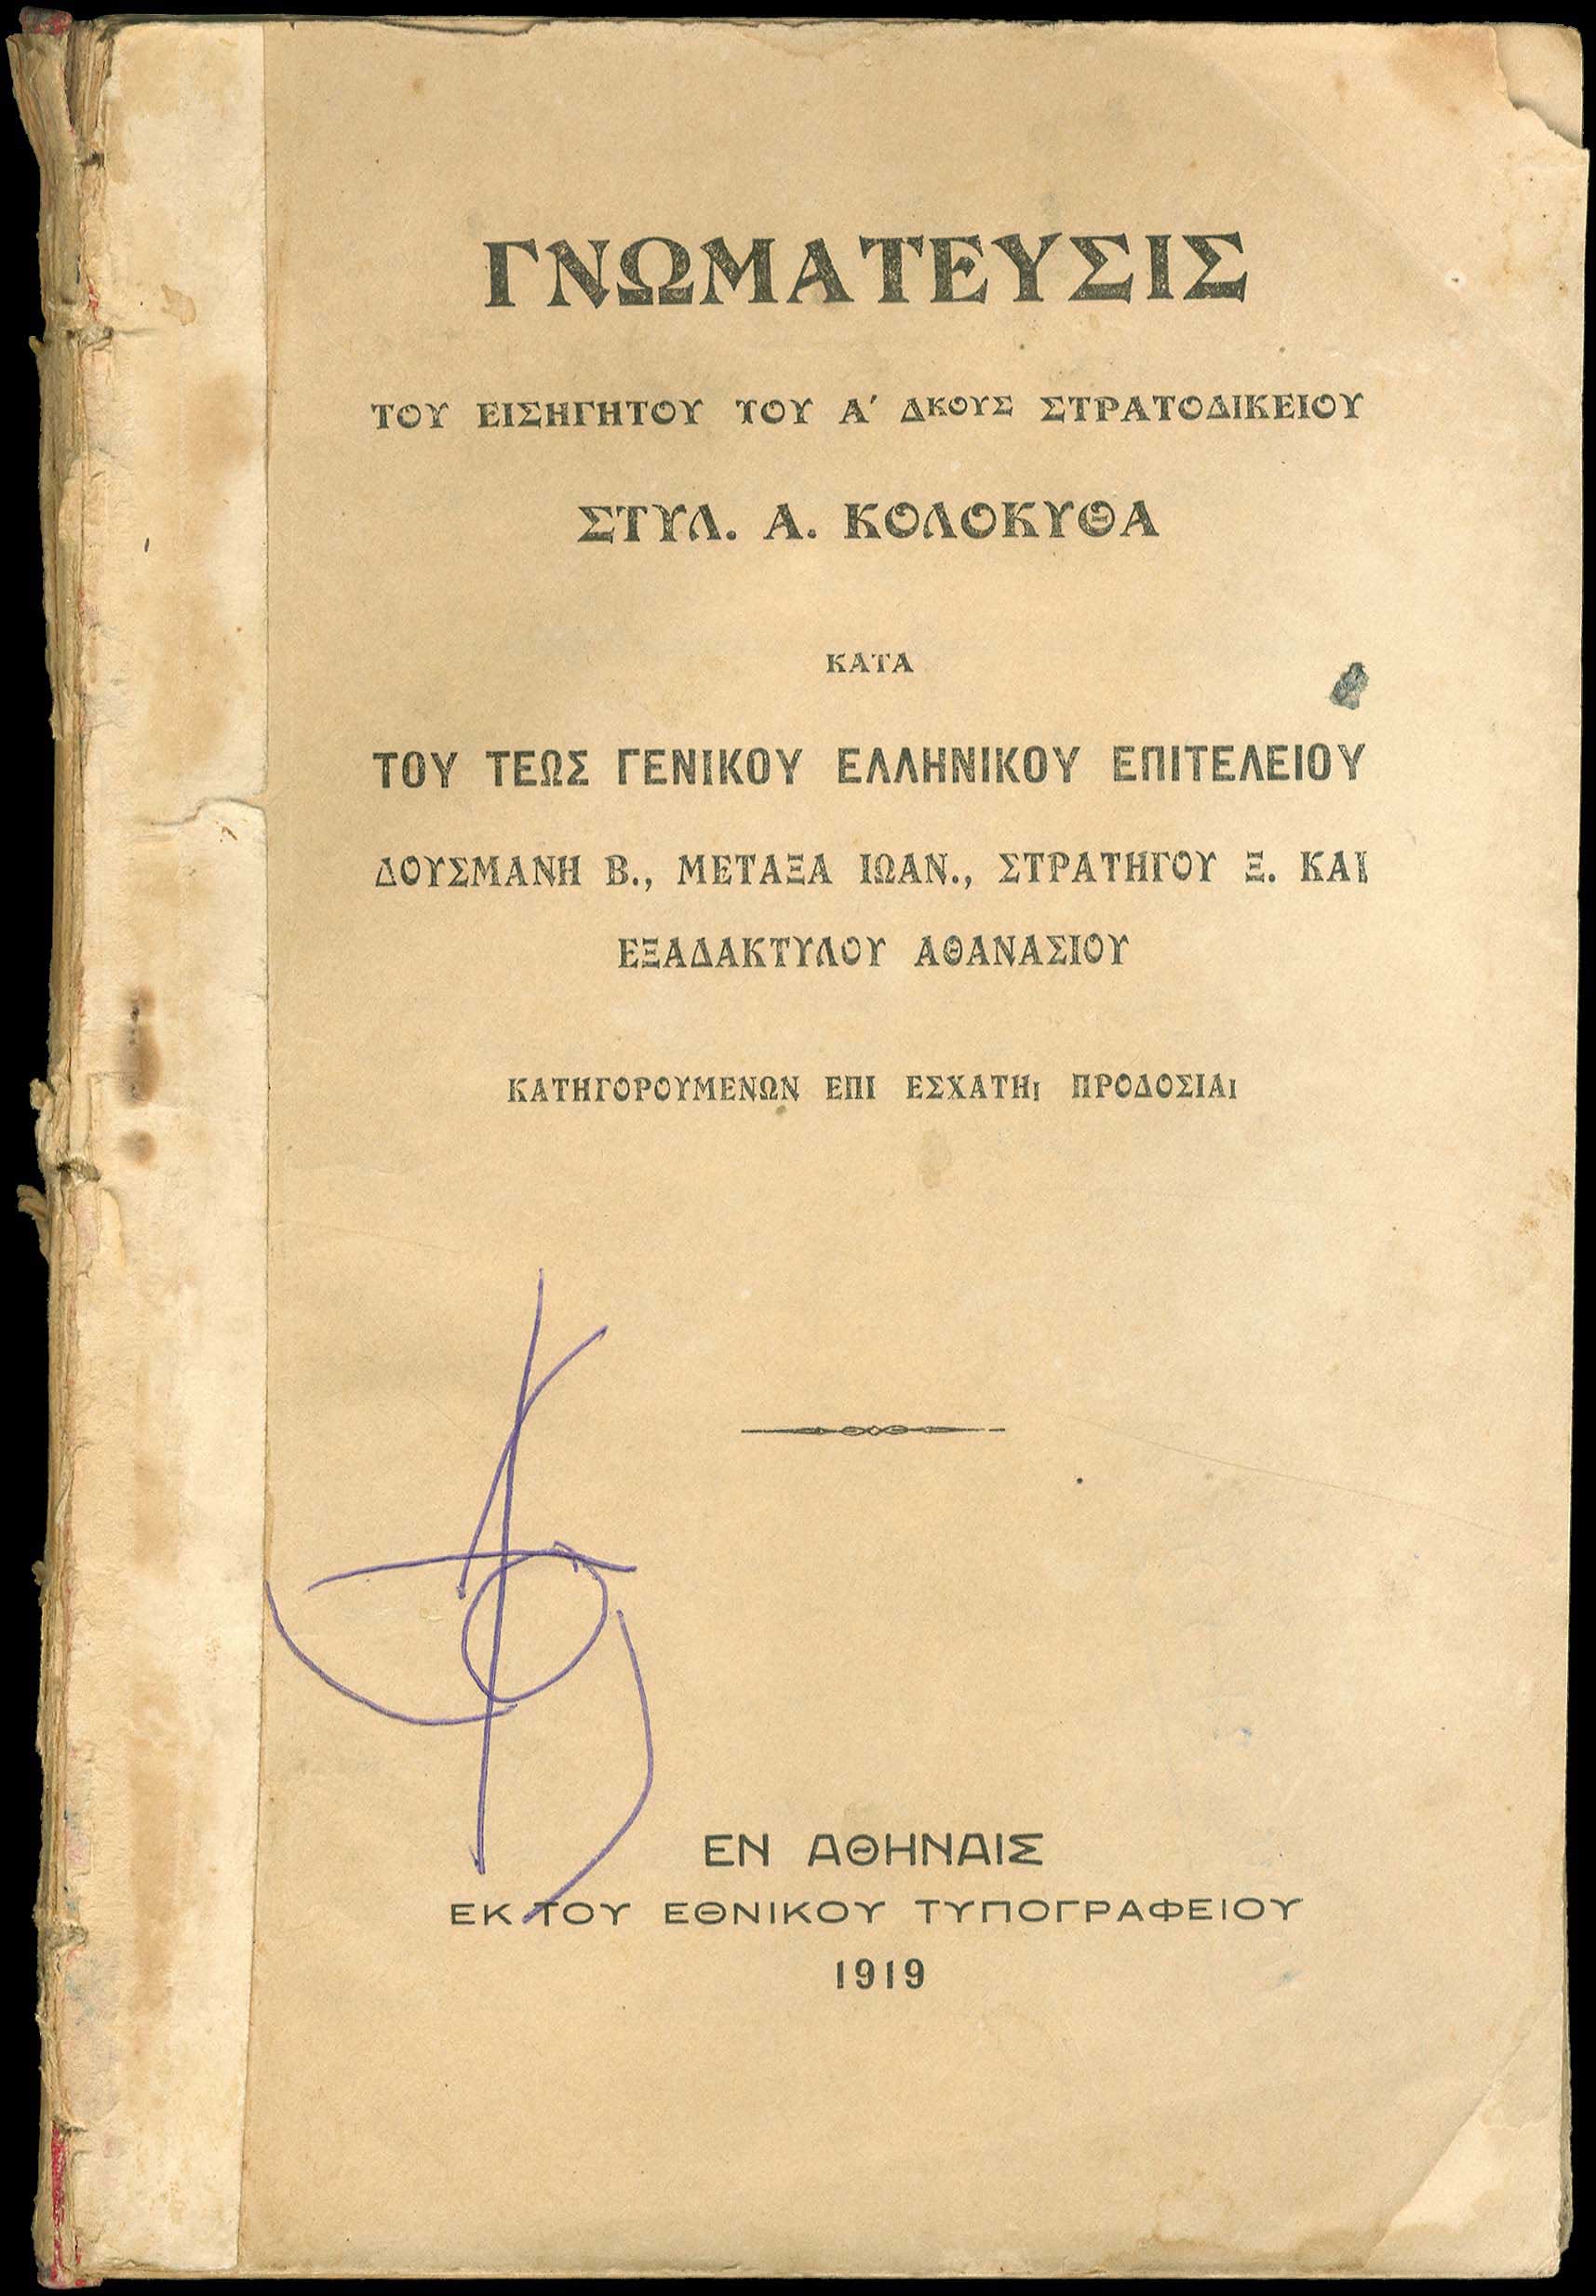 ΓΝΩΜΑΤΕΥΣΙΣ
ΤΟΥ ΕΙΣΗΓΗΤΟΥ ΤΟΥ Α΄ ΔΚΟΥΣ ΣΤΡΑΤΟΔΙΚΕΙΟΥ
ΣΤΥΛ. Α. ΚΟΛΟΚΥΘΑ
ΚΑΤΑ
ΤΟΥ ΤΕΩΣ ΓΕΝΙΚΟΥ ΕΛΛΗΝΙΚΟΥ ΕΠΙΤΕΛΕΙΟΥ
ΔΟΥΣΜΑΝΗ Β., ΜΕΤΑΞΑ ΙΩΑΝ., ΣΤΡΑΤΗΓΟΥ Ξ. ΚΑΙ
ΕΞΑΔΑΚΤΥΛΟΥ ΑΘΑΝΑΣΙΟΥ
ΚΑΤΗΓΟΡΟΥΜΕΝΩΝ ΕΠΙ ΕΣΧΑΤΗι ΠΡΟΔΟΣΙΑι
ΕΝ ΑΘΗΝΑΙΣ
ΕΚ ΤΟΥ ΕΘΝΙΚΟΥ ΤΥΠΟΓΡΑΦΕΙΟΥ
1919